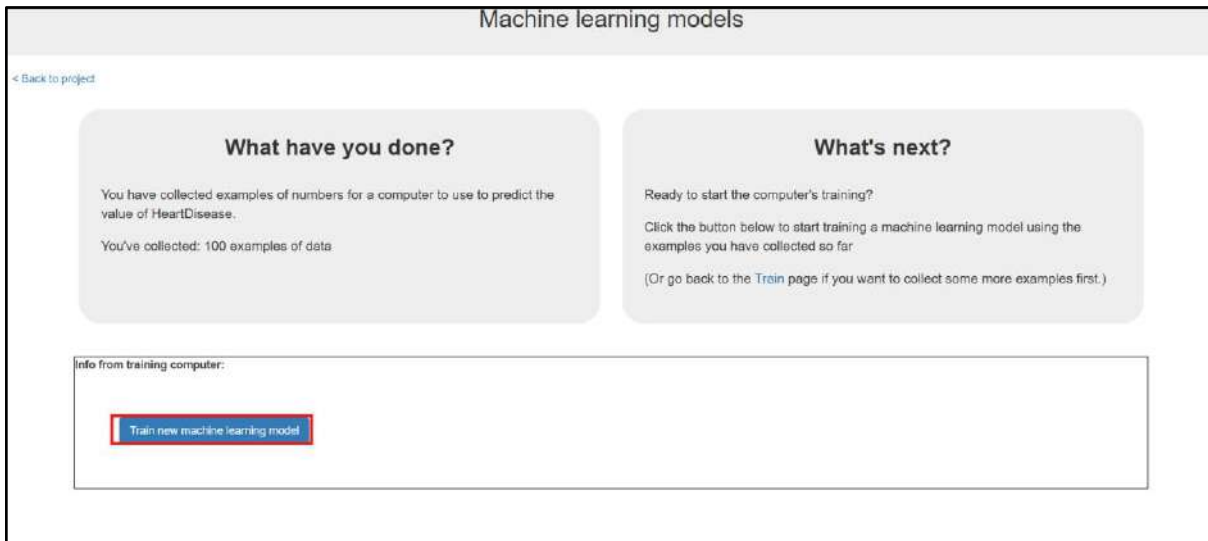 Machine learning models
< Back to project
What have you done?
You have collected examples of numbers for a computer to use to predict the
value of HeartDisease.
You've collected: 100 examples of data
What's next?
Ready to start the computer's training?
Click the button below to start training a machine learning model using the
examples you have collected so far
(Or go back to the Train page if you want to collect some more examples first.)
Info from training computer:
Train new machine learning model